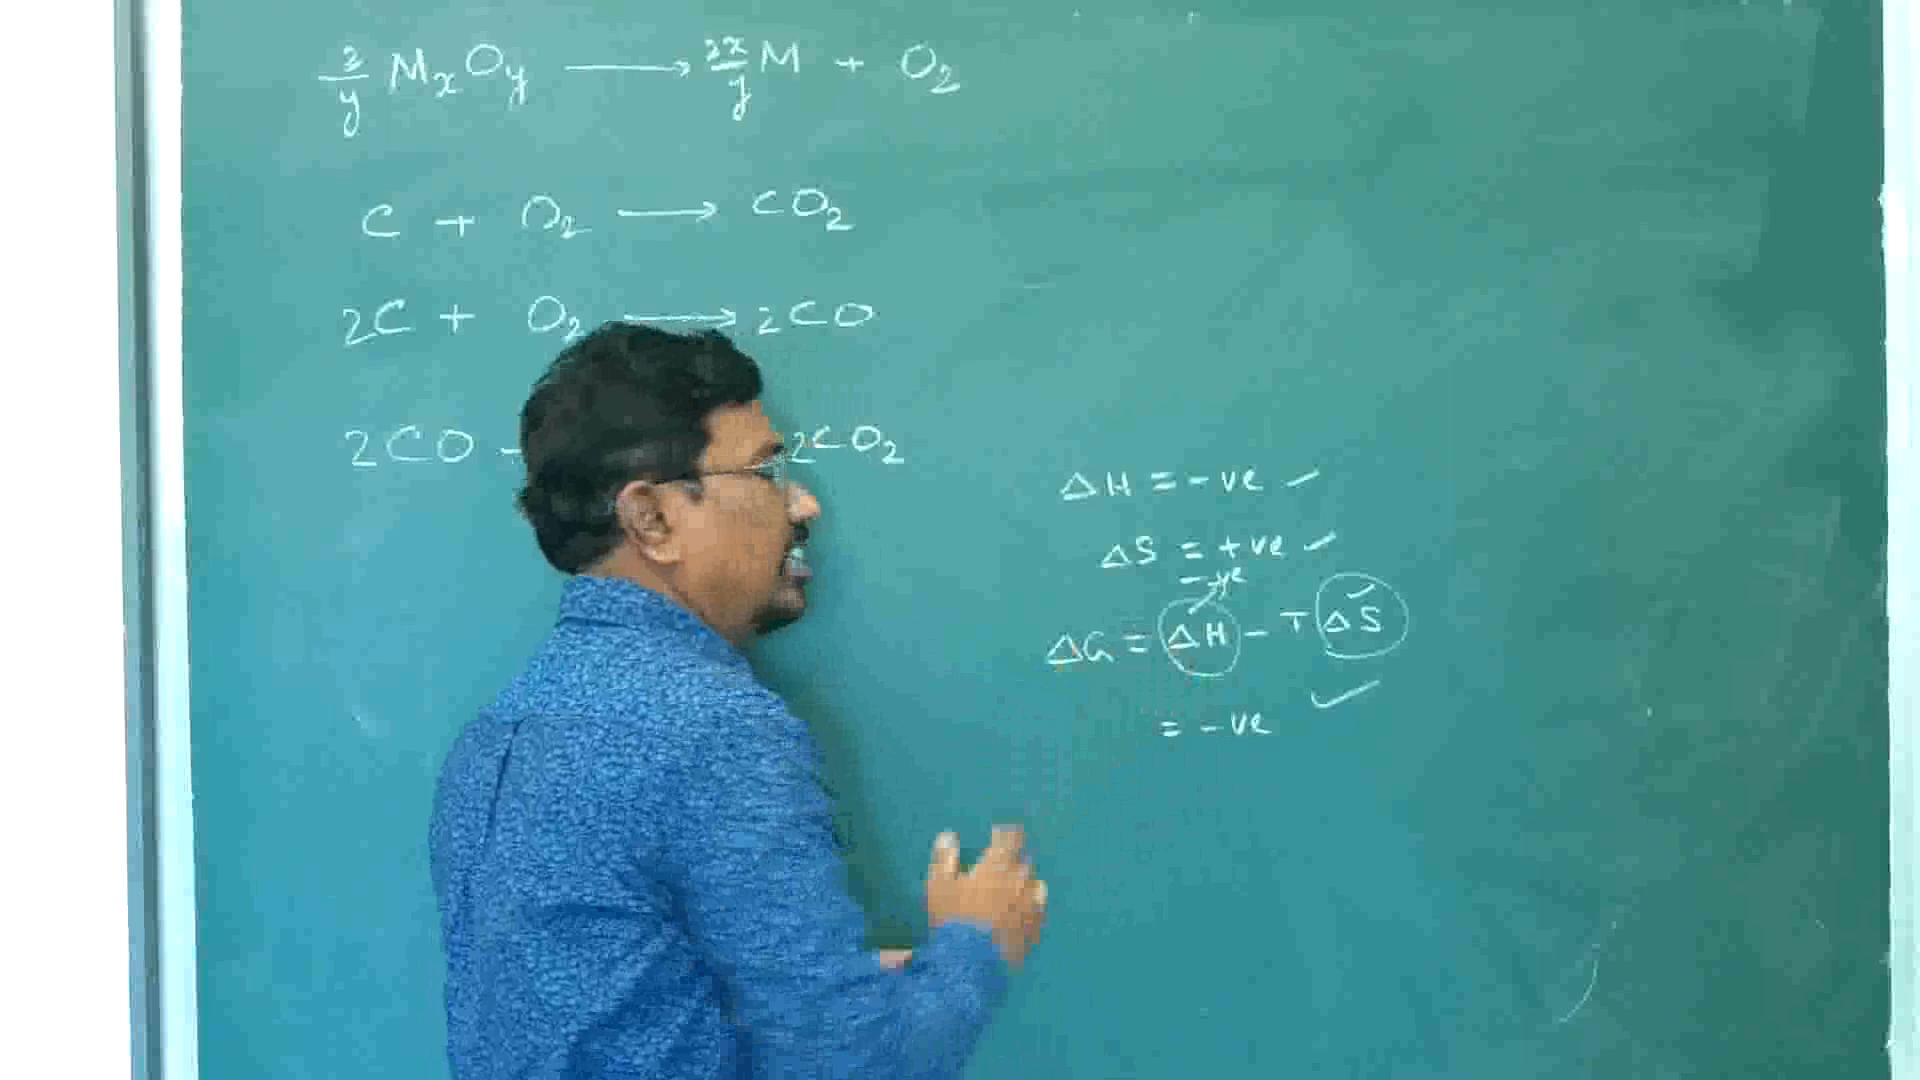 2/y MxOy ⟶ 2x/y M + O2
C + O2 ⟶ CO2
2C + O2 ⟶ 2CO
2CO 2CO2
ΔH = -ve ✓
ΔS = +ve ✓
-ve
ΔG = ΔH - TΔS
= -ve ✓